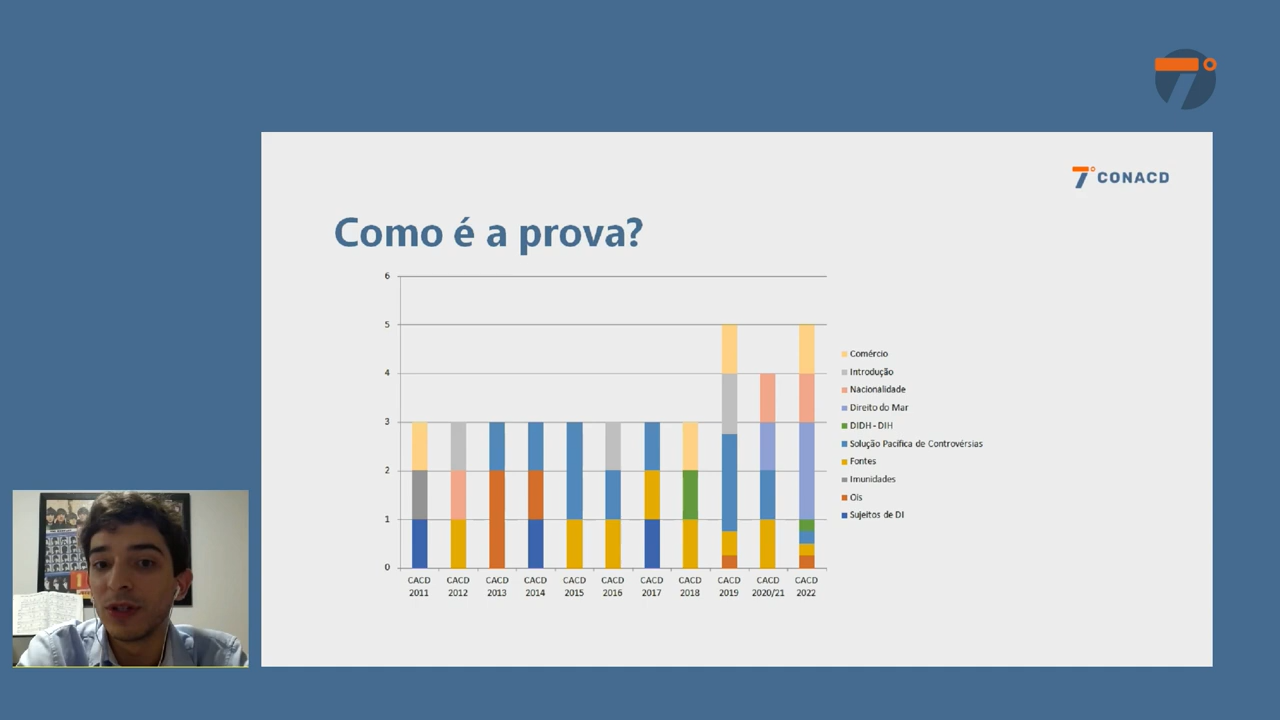 7°
7° CONACD
Como é a prova?
6
5
4
3
2
1
0
CACD 2011
CACD 2012
CACD 2013
CACD 2014
CACD 2015
CACD 2016
CACD 2017
CACD 2018
CACD 2019
CACD 2020/21
CACD 2022
Comércio
Introdução
Nacionalidade
Direito do Mar
DIDH - DIH
Solução Pacífica de Controvérsias
Fontes
Imunidades
OIs
Sujeitos de DI